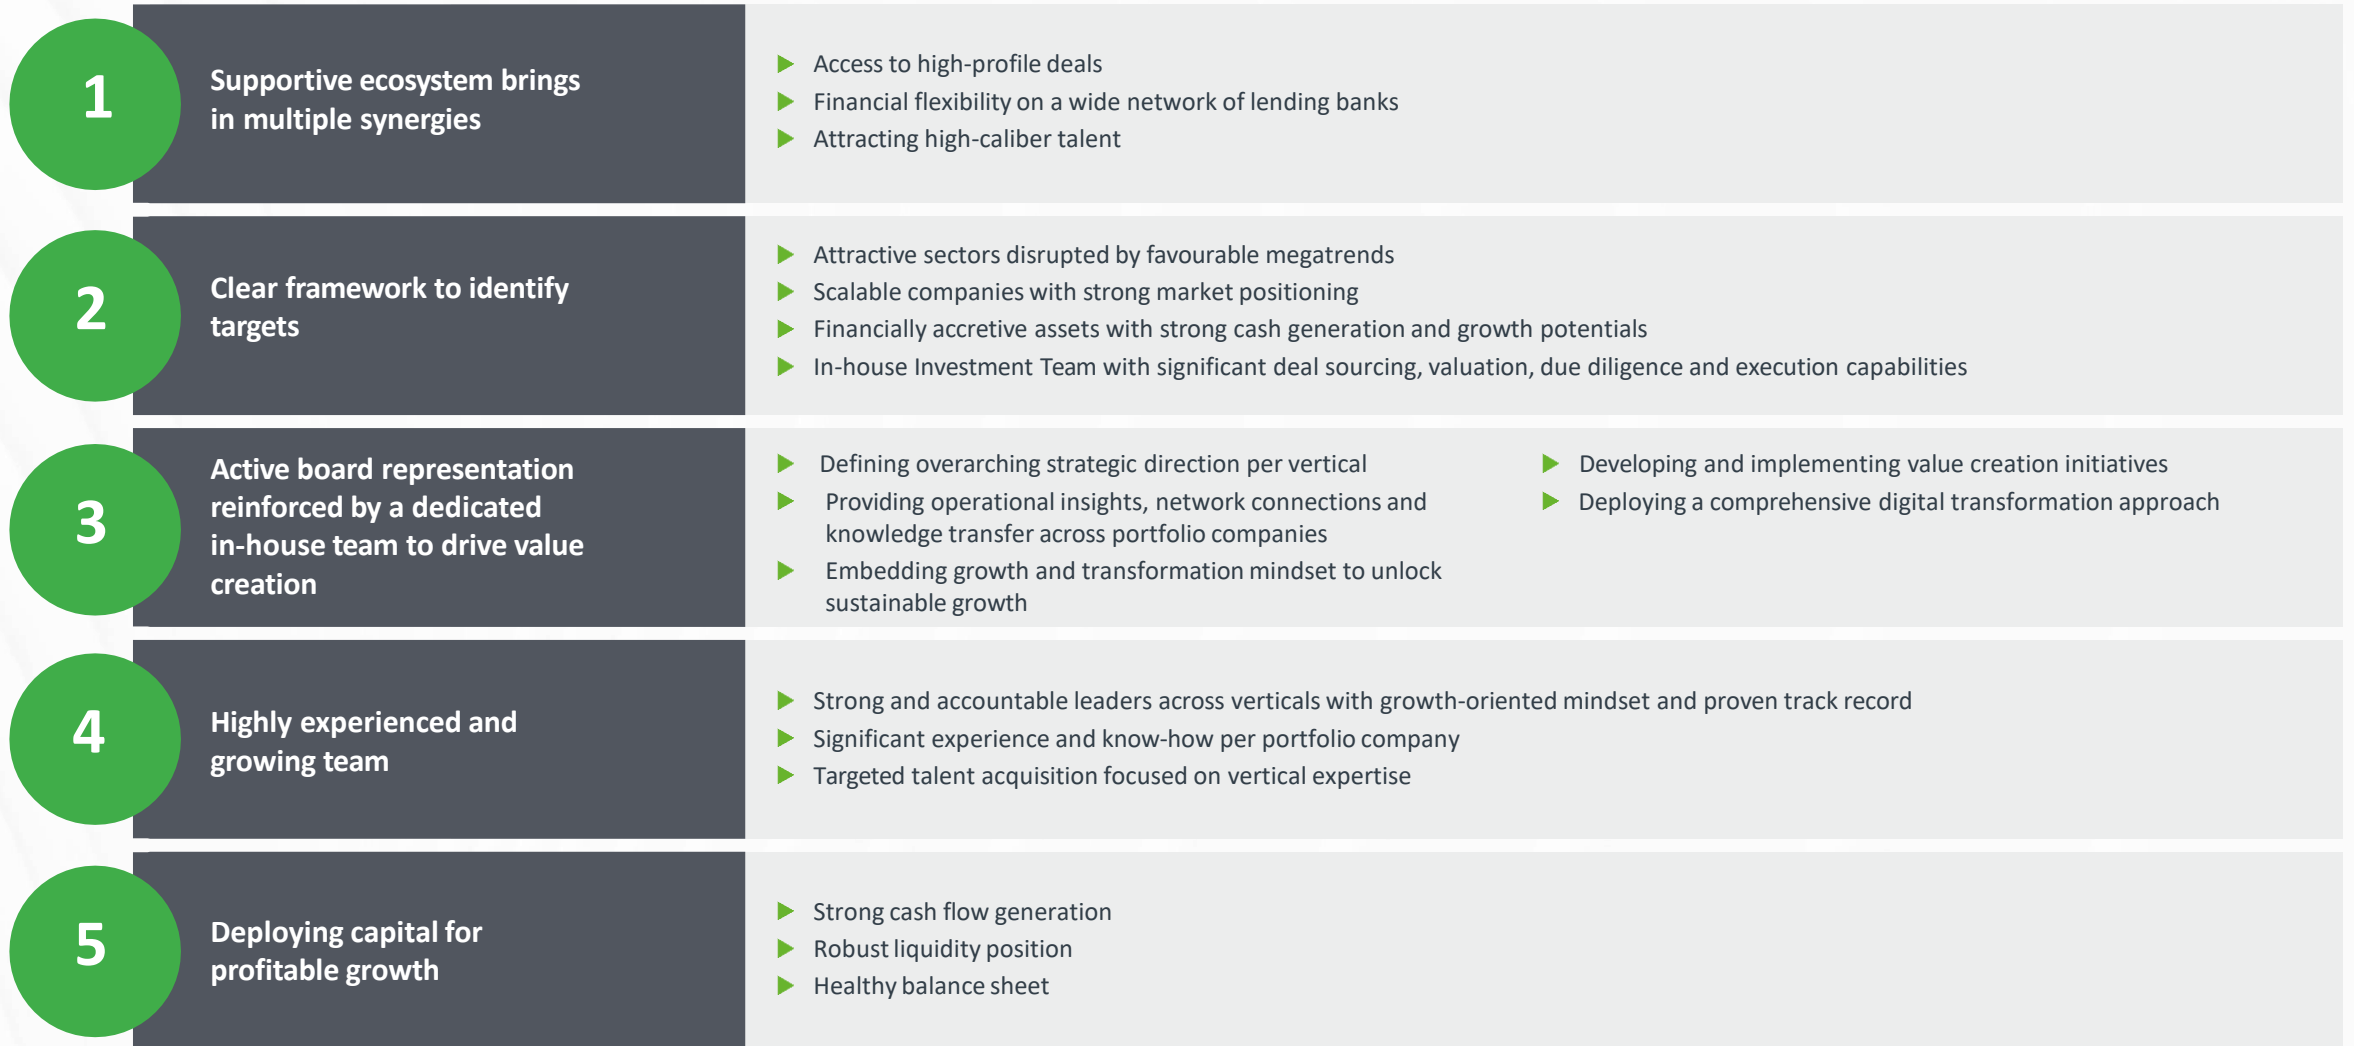 1
Supportive ecosystem brings
in multiple synergies
Access to high-profile deals
Financial flexibility on a wide network of lending banks
Attracting high-caliber talent
2
Clear framework to identify
targets
Attractive sectors disrupted by favourable megatrends
Scalable companies with strong market positioning
Financially accretive assets with strong cash generation and growth potentials
In-house Investment Team with significant deal sourcing, valuation, due diligence and execution capabilities
3
Active board representation
reinforced by a dedicated
in-house team to drive value
creation
Defining overarching strategic direction per vertical
Providing operational insights, network connections and
knowledge transfer across portfolio companies
Embedding growth and transformation mindset to unlock
sustainable growth
Developing and implementing value creation initiatives
Deploying a comprehensive digital transformation approach
4
Highly experienced and
growing team
Strong and accountable leaders across verticals with growth-oriented mindset and proven track record
Significant experience and know-how per portfolio company
Targeted talent acquisition focused on vertical expertise
5
Deploying capital for
profitable growth
Strong cash flow generation
Robust liquidity position
Healthy balance sheet